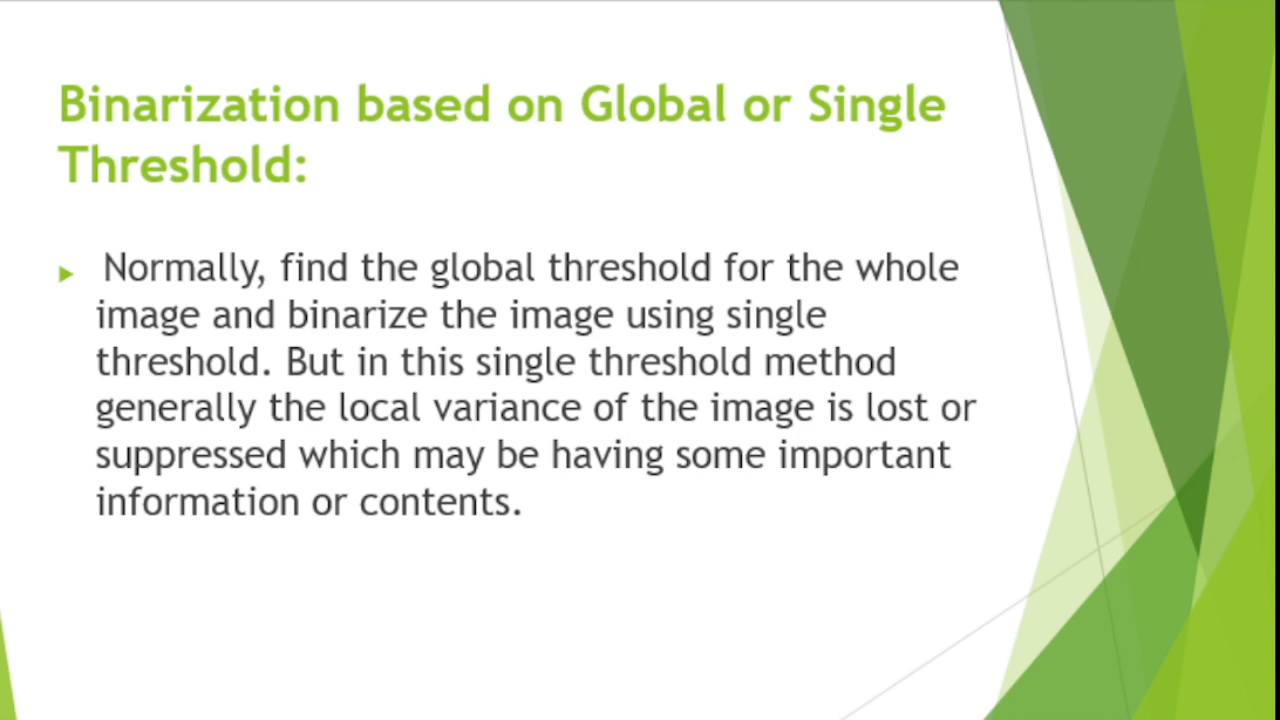 Binarization based on Global or Single
Threshold:
Normally, find the global threshold for the whole
image and binarize the image using single
threshold. But in this single threshold method
generally the local variance of the image is lost or
suppressed which may be having some important
information or contents.